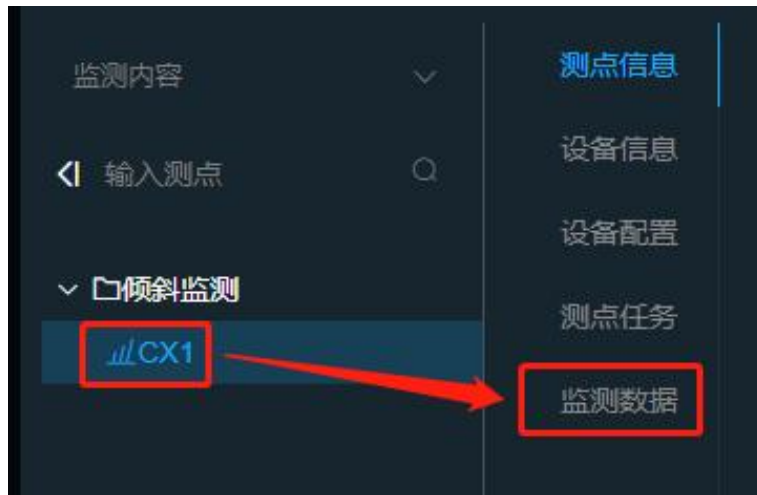 监测内容
输入测点
倾斜监测
CX1
测点信息
设备信息
设备配置
测点任务
监测数据